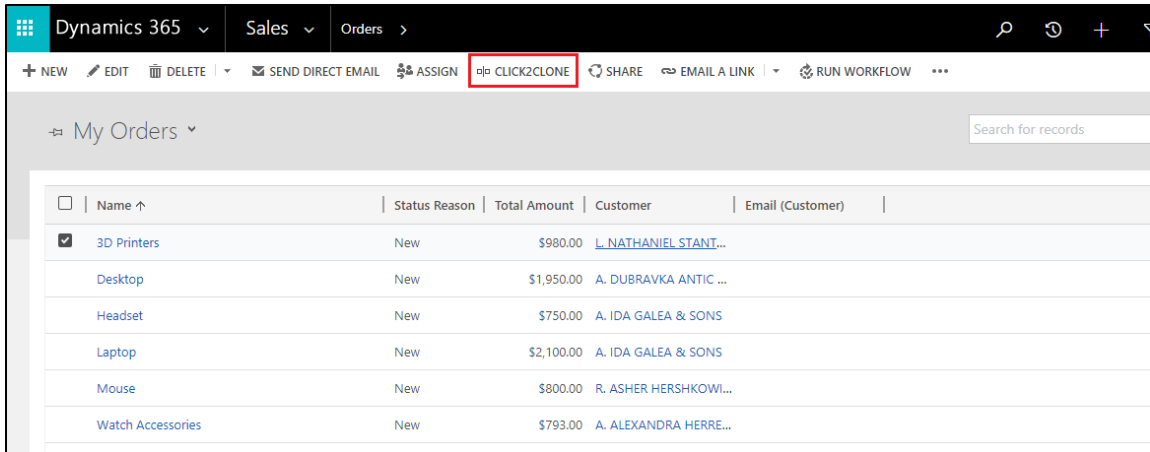 Dynamics 365 Sales Orders
NEW EDIT DELETE SEND DIRECT EMAIL ASSIGN CLICK2CLONE SHARE EMAIL A LINK RUN WORKFLOW
My Orders
Search for records
Name Status Reason Total Amount Customer Email (Customer)
3D Printers New $980.00 L. NATHANIEL STANT...
Desktop New $1,950.00 A. DUBRAVKA ANTIC ...
Headset New $750.00 A. IDA GALEA & SONS
Laptop New $2,100.00 A. IDA GALEA & SONS
Mouse New $800.00 R. ASHER HERSHKOWI...
Watch Accessories New $793.00 A. ALEXANDRA HERRE...